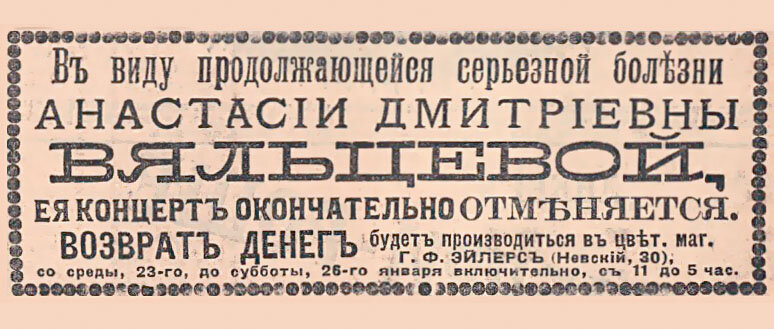 Въ виду продолжающейся серьезной болѣзни
АНАСТАСІИ ДМИТРІЕВНЫ
ВЯЛЬЦЕВОЙ,
ЕЯ КОНЦЕРТЪ ОКОНЧАТЕЛЬНО ОТМѢНЯЕТСЯ.
ВОЗВРАТЪ ДЕНЕГЪ будетъ производиться въ цвѣт. маг.
Г. Ф. ЭЙЛЕРСЪ (Невскій, 30);
со среды, 23-го, до субботы, 26-го января включительно, съ 11 до 5 час.